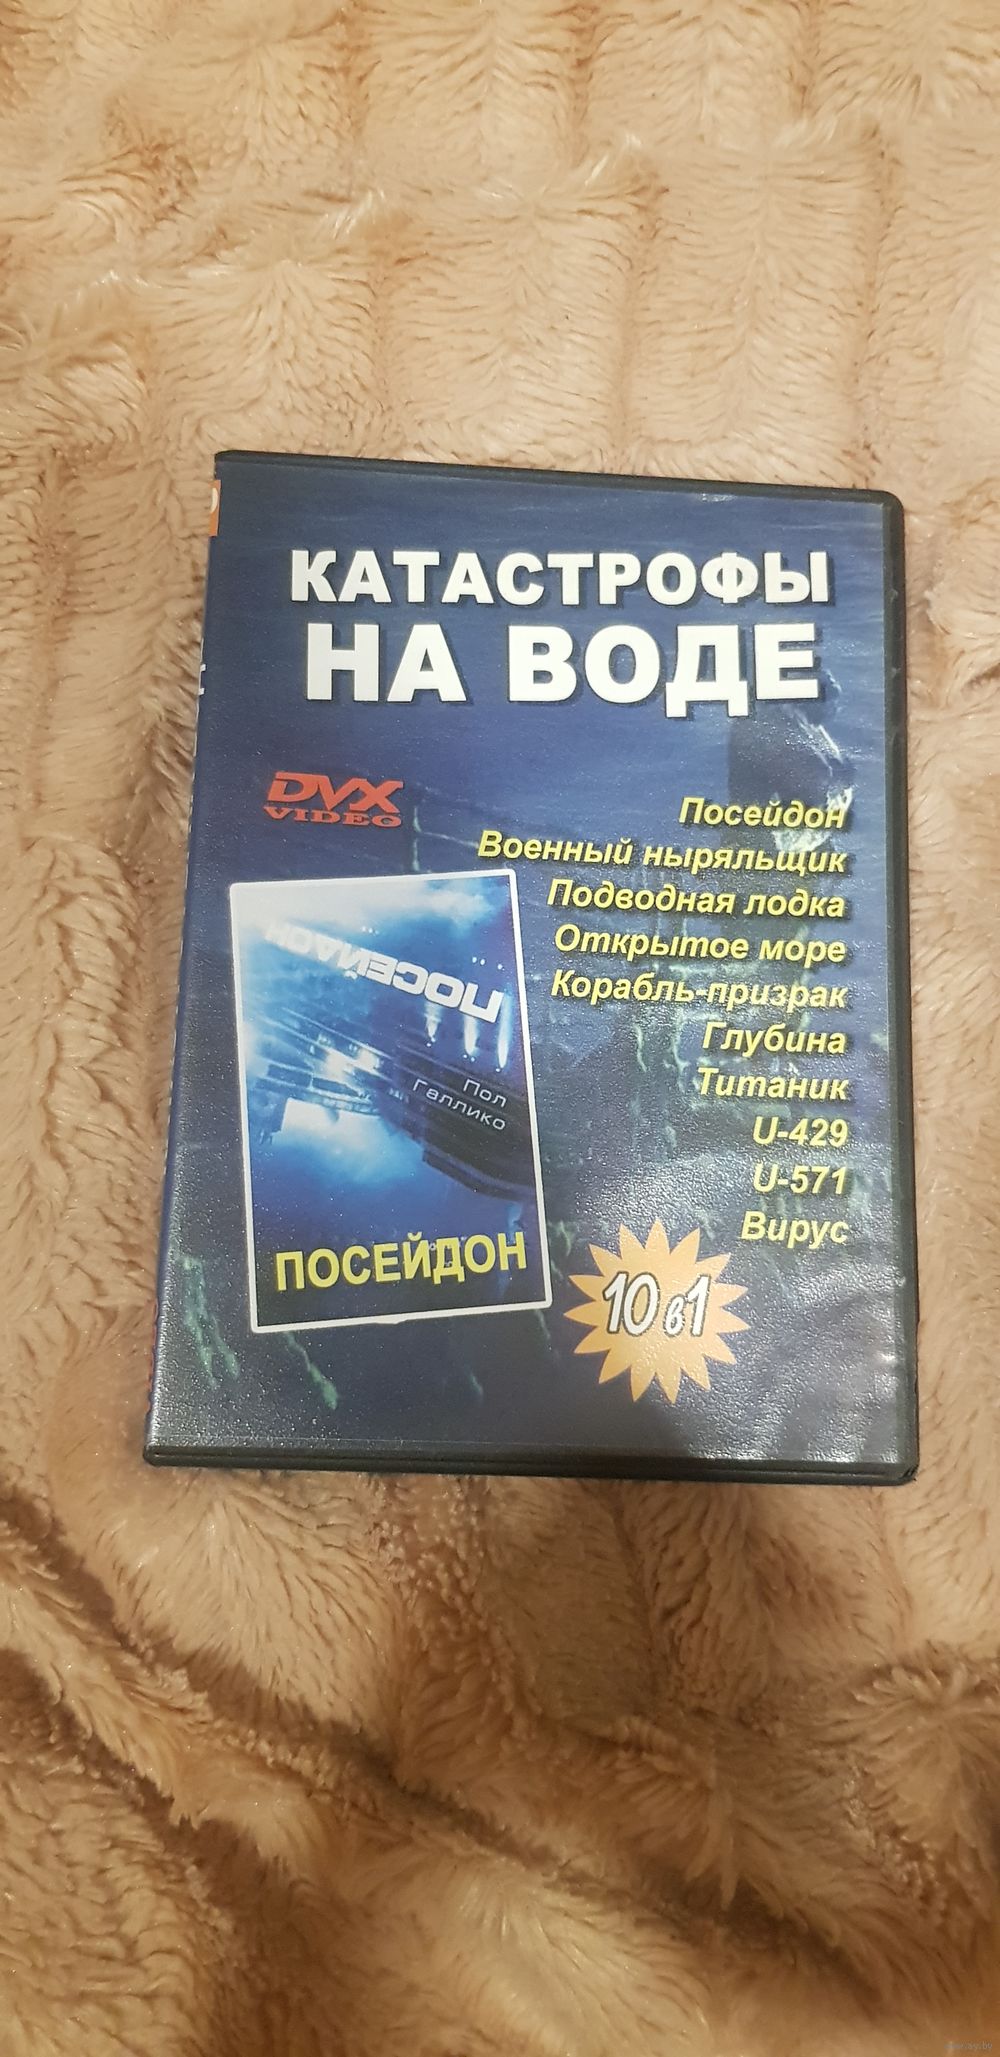 КАТАСТРОФЫ
НА ВОДЕ
DVX
VIDEO
Посейдон
Военный ныряльщик
Подводная лодка
Открытое море
Корабль-призрак
Глубина
Титаник
U-429
U-571
Вирус
ПОСЕЙДОН
Пол
Галлико
ПОСЕЙДОН
10 в 1